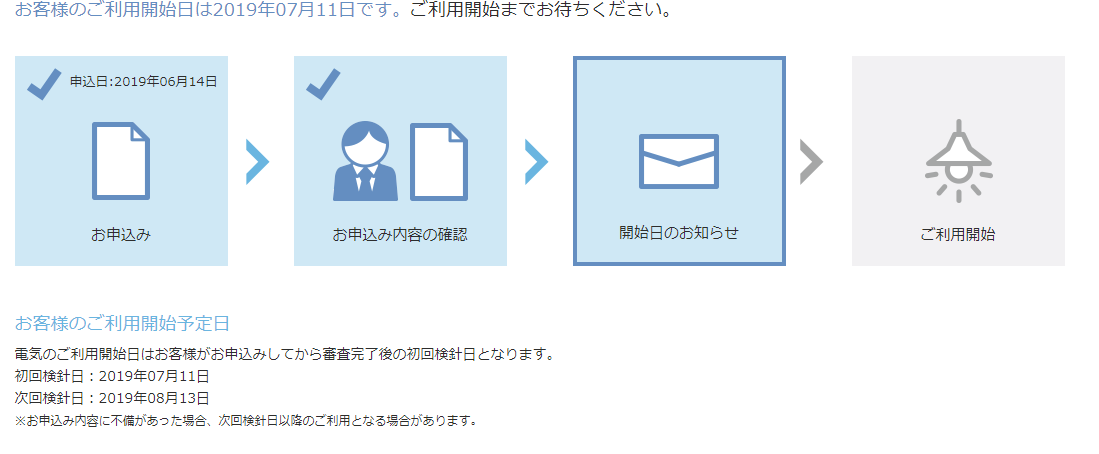 お客様のご利用開始日は2019年07月11日です。ご利用開始までお待ちください。
申込日:2019年06月14日
お申込み
お申込み内容の確認
開始日のお知らせ
ご利用開始
お客様のご利用開始予定日
電気のご利用開始日はお客様がお申込みしてから審査完了後の初回検針日となります。
初回検針日：2019年07月11日
次回検針日：2019年08月13日
※お申込み内容に不備があった場合、次回検針日以降のご利用となる場合があります。